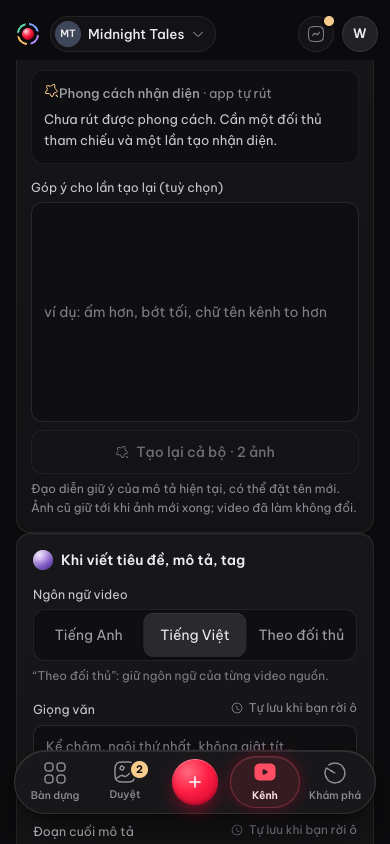 MT Midnight Tales
W
Phong cách nhận diện · app tự rút
Chưa rút được phong cách. Cần một đối thủ
tham chiếu và một lần tạo nhận diện.
Góp ý cho lần tạo lại (tuỳ chọn)
ví dụ: ấm hơn, bớt tối, chữ tên kênh to hơn
Tạo lại cả bộ · 2 ảnh
Đạo diễn giữ ý của mô tả hiện tại, có thể đặt tên mới.
Ảnh cũ giữ tới khi ảnh mới xong; video đã làm không đổi.
Khi viết tiêu đề, mô tả, tag
Ngôn ngữ video
Tiếng Anh Tiếng Việt Theo đối thủ
“Theo đối thủ”: giữ ngôn ngữ của từng video nguồn.
Giọng văn Tự lưu khi bạn rời ô
Kể chậm, ngôi thứ nhất, không giật tít...
2
Bàn dựng Duyệt + Kênh Khám phá
Đoạn cuối mô tả Tự lưu khi bạn rời ô